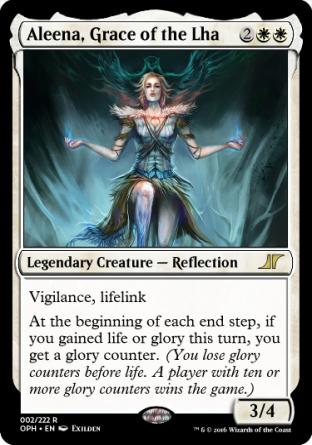 Aleena, Grace of the Lha 2
Legendary Creature — Reflection
Vigilance, lifelink
At the beginning of each end step, if
you gained life or glory this turn, you
get a glory counter. (You lose glory
counters before life. A player with ten or
more glory counters wins the game.)
3/4
002/222 R
OPH • EN Exilden
™ & © 2016 Wizards of the Coast